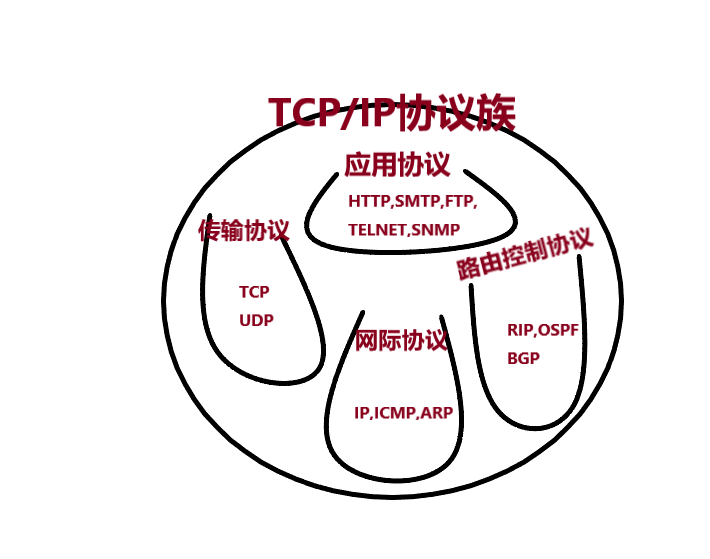 TCP/IP协议族
应用协议
HTTP,SMTP,FTP,
TELNET,SNMP
传输协议
TCP
UDP
路由控制协议
RIP,OSPF
BGP
网际协议
IP,ICMP,ARP